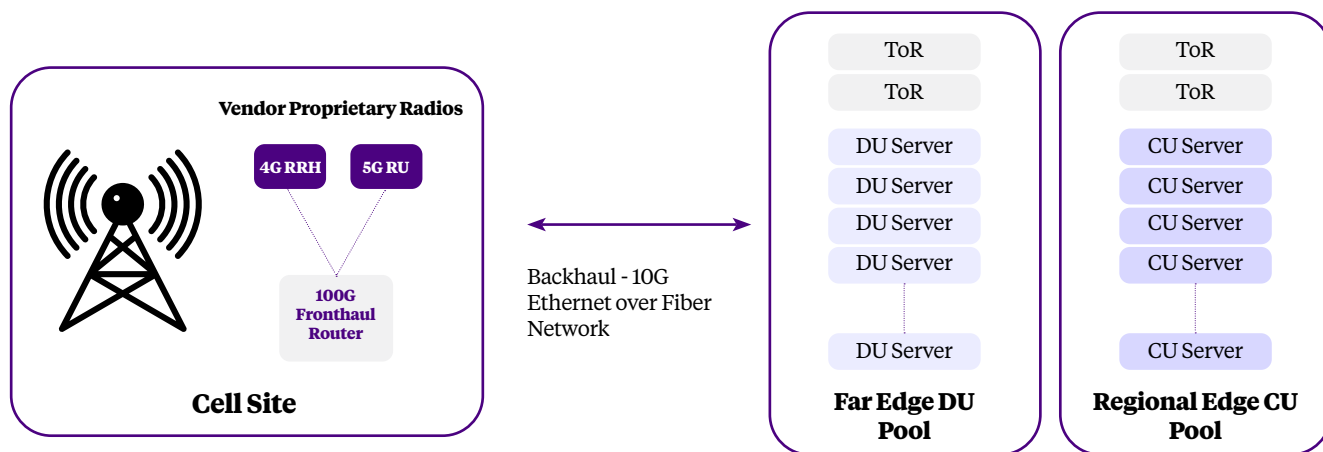 Vendor Proprietary Radios
4G RRH
5G RU
100G
Fronthaul
Router
Cell Site
Backhaul - 10G
Ethernet over Fiber
Network
ToR
ToR
DU Server
DU Server
DU Server
DU Server
DU Server
Far Edge DU
Pool
ToR
ToR
CU Server
CU Server
CU Server
CU Server
CU Server
Regional Edge CU
Pool